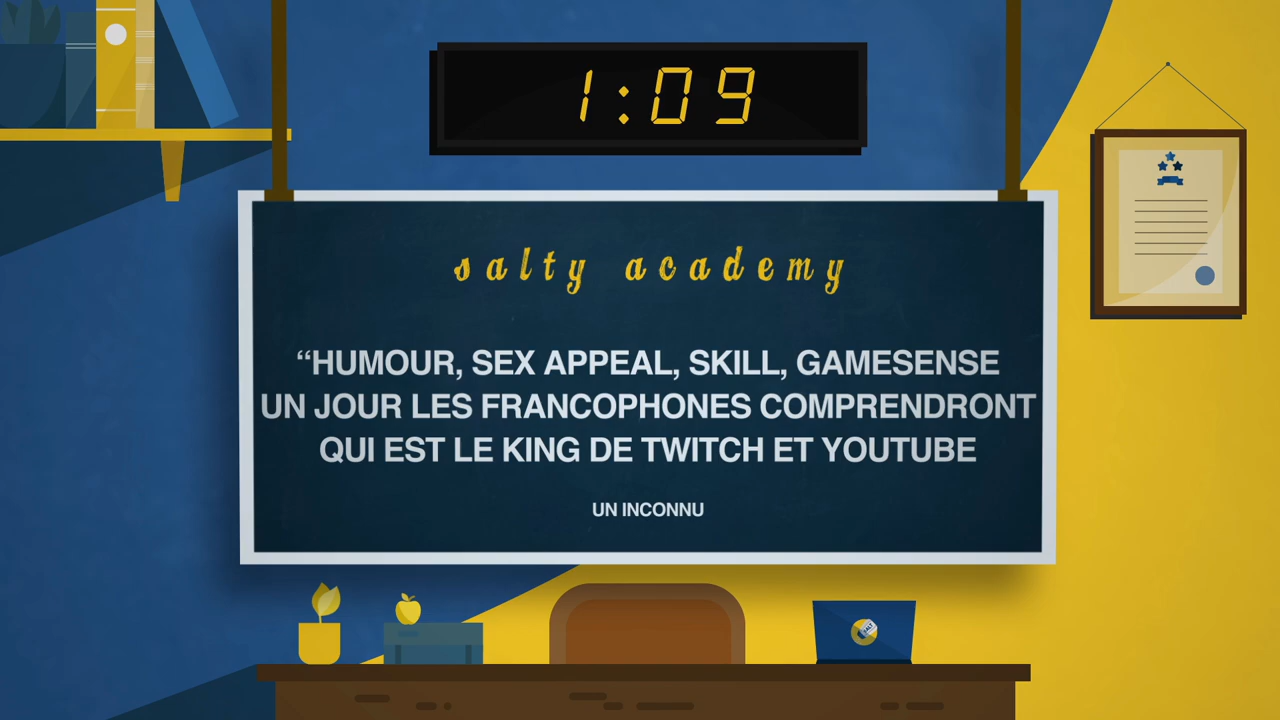 1:09
salty academy
“HUMOUR, SEX APPEAL, SKILL, GAMESENSE
UN JOUR LES FRANCOPHONES COMPRENDRONT
QUI EST LE KING DE TWITCH ET YOUTUBE
UN INCONNU
SALT